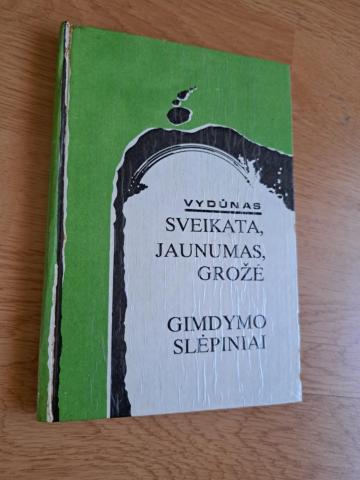 VYDŪNAS
SVEIKATA,
JAUNUMAS,
GROŽĖ
GIMDYMO
SLĖPINIAI